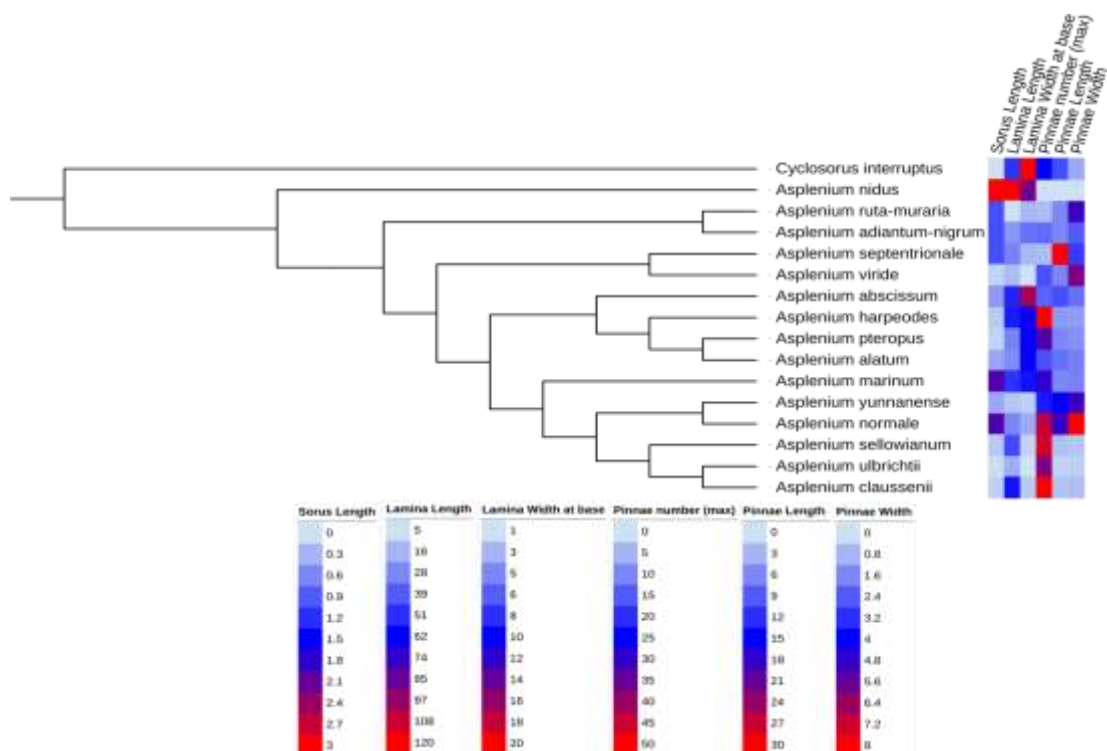 Sorus Length
Lamina Length
Lamina Width at base
Pinnae number (max)
Pinnae Length
Pinnae Width
Cyclosorus interruptus
Asplenium nidus
Asplenium ruta-muraria
Asplenium adiantum-nigrum
Asplenium septentrionale
Asplenium viride
Asplenium abscissum
Asplenium harpeodes
Asplenium pteropus
Asplenium alatum
Asplenium marinum
Asplenium yunnanense
Asplenium normale
Asplenium sellowianum
Asplenium ulbrichtii
Asplenium claussenii
Sorus Length Lamina Length Lamina Width at base Pinnae number (max) Pinnae Length Pinnae Width
0 5 1 0 0 0
0.3 16 3 5 3 0.8
0.6 28 5 10 6 1.6
0.9 39 6 15 9 2.4
1.2 51 8 20 12 3.2
1.5 62 10 25 15 4
1.8 74 12 30 18 4.8
2.1 85 14 35 21 5.6
2.4 97 16 40 24 6.4
2.7 108 18 45 27 7.2
3 120 20 50 30 8